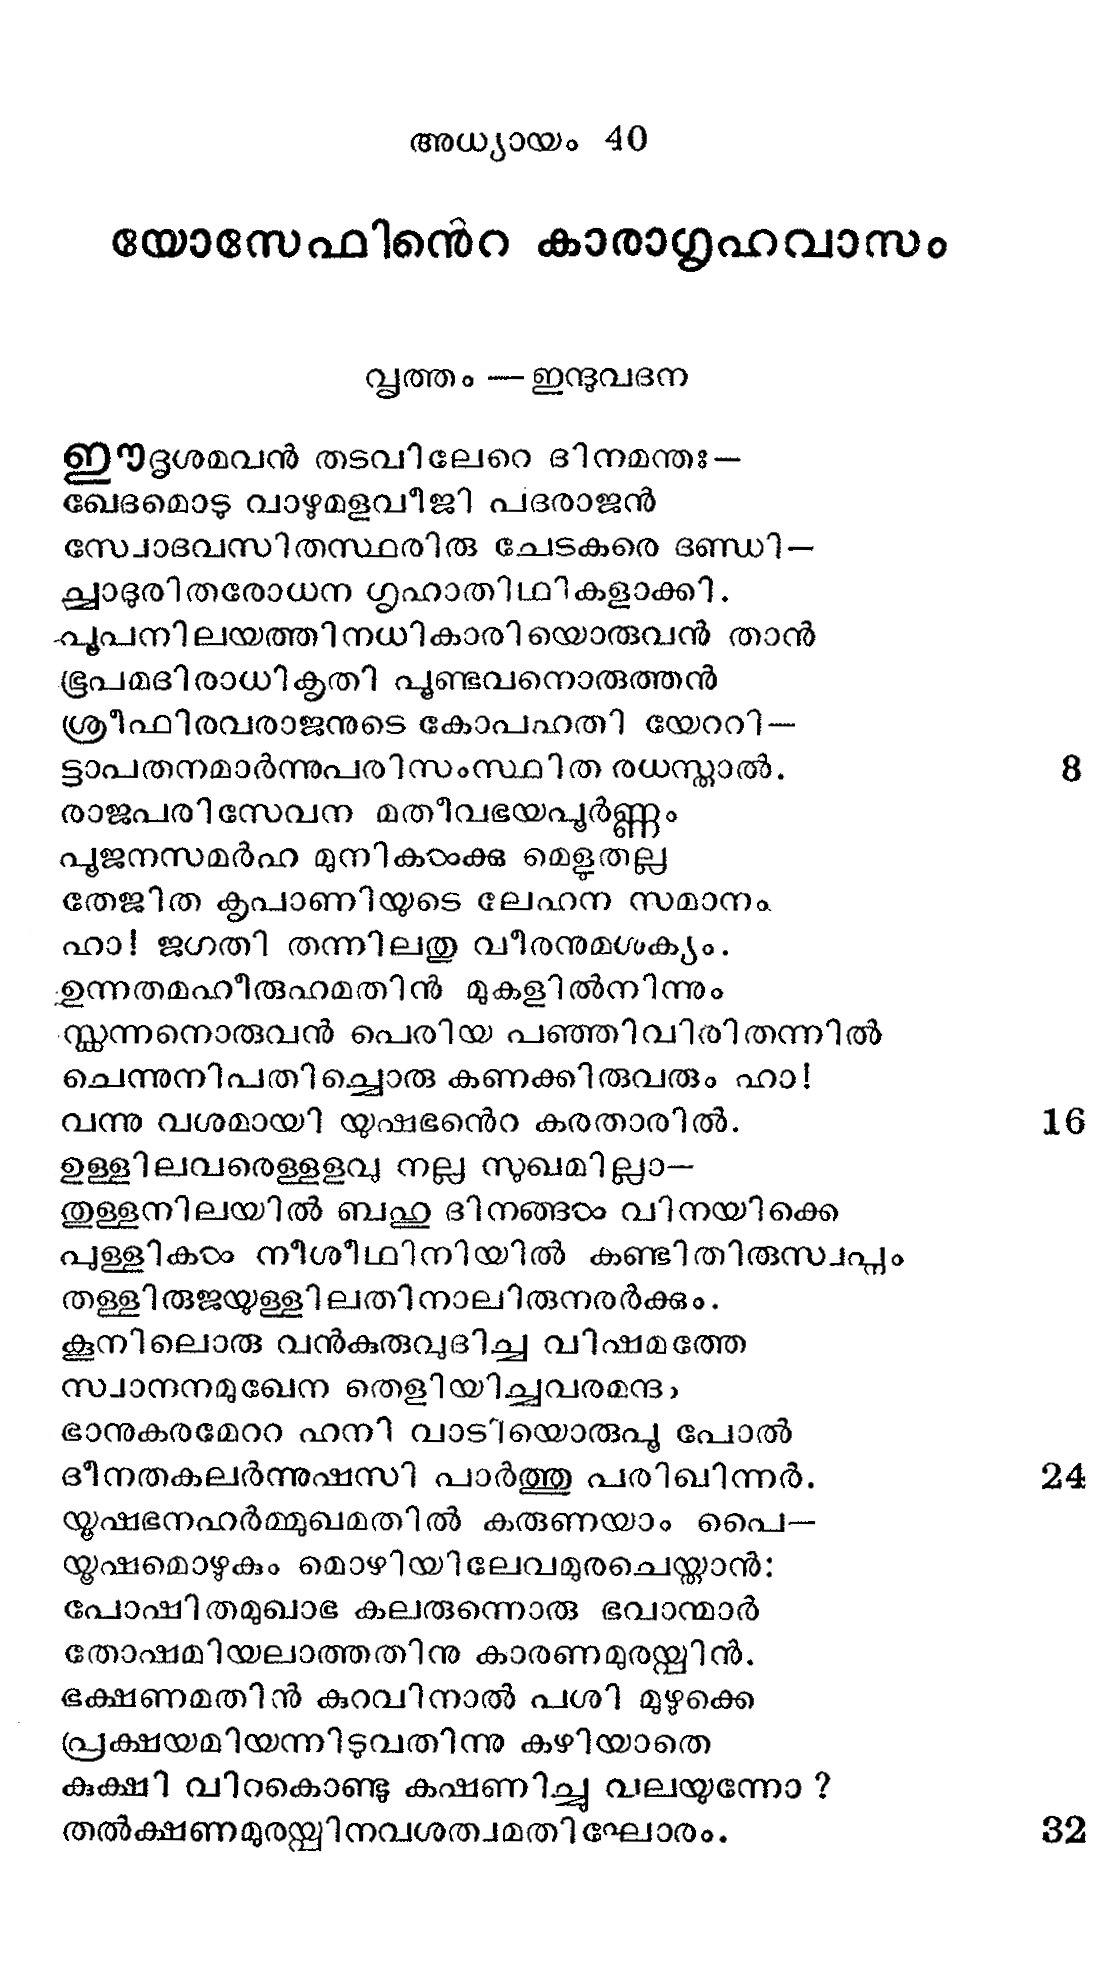 അധ്യായം 40
യോസേഫിൻെറ കാരാഗൃഹവാസം
വൃത്തം — ഇന്ദുവദന
ഈദൃശമവൻ തടവിലേറെ ദിനമന്തഃ—
ഖേദമൊടു വാഴുമളവീജി പദരാജൻ
സ്വോദവസിതസ്ഥരിരു ചേടകരെ ദണ്ഡി—
ച്ചാദുരിതരോധന ഗൃഹാതിഥികളാക്കി.
പൂപനിലയത്തിനധികാരിയൊരുവൻ താൻ
ഭൂപമദിരാധികൃതി പൂണ്ടവനൊരുത്തൻ
ശ്രീഫിരവരാജനുടെ കോപഹതി യേററി—
ട്ടാപതനമാർന്നുപരിസംസ്ഥിത രധസ്താൽ. 8
രാജപരിസേവന മതീവഭയപൂർണ്ണം
പൂജനസമർഹ മുനികൾക്കു മെളുതല്ല
തേജിത കൃപാണിയുടെ ലേഹന സമാനം
ഹാ! ജഗതി തന്നിലതു വീരനുമശക്യം.
ഉന്നതമഹീരുഹമതിൻ മുകളിൽനിന്നും
സ്സന്നനൊരുവൻ പെരിയ പഞ്ഞിവിരിതന്നിൽ
ചെന്നുനിപതിച്ചൊരു കണക്കിരുവരും ഹാ!
വന്നു വശമായി യൂഷഭൻെറ കരതാരിൽ. 16
ഉള്ളിലവരെള്ളളവു നല്ല സുഖമില്ലാ—
തുള്ളനിലയിൽ ബഹു ദിനങ്ങൾ വിനയിക്കെ
പുള്ളികൾ നീശീഥിനിയിൽ കണ്ടിതിരുസ്വപ്നം
തള്ളിരുജയുള്ളിലതിനാലിരുനരർക്കും.
കൂനിലൊരു വൻകുരുവുദിച്ച വിഷമത്തേ
സ്വാനനമുഖേന തെളിയിച്ചവരമന്ദം,
ഭാനുകരമേററ ഹനി വാടിയൊരുപൂ പോൽ
ദീനതകലർന്നുഷസി പാർത്തു പരിഖിന്നർ. 24
യൂഷഭനഹർമ്മുഖമതിൽ കരുണയാം പൈ—
യൂഷമൊഴുകും മൊഴിയിലേവമുരചെയ്താൻ:
പോഷിതമുഖാഭ കലരുന്നൊരു ഭവാന്മാർ
തോഷമിയലാത്തതിനു കാരണമുരയ്പിൻ.
ഭക്ഷണമതിൻ കുറവിനാൽ പശി മുഴുക്കെ
പ്രക്ഷയമിയന്നിടുവതിന്നു കഴിയാതെ
കുക്ഷി വിറകൊണ്ടു കഷണിച്ചു വലയുന്നോ ?
തൽക്ഷണമുരയ്പിനവശത്വമതിഘോരം. 32